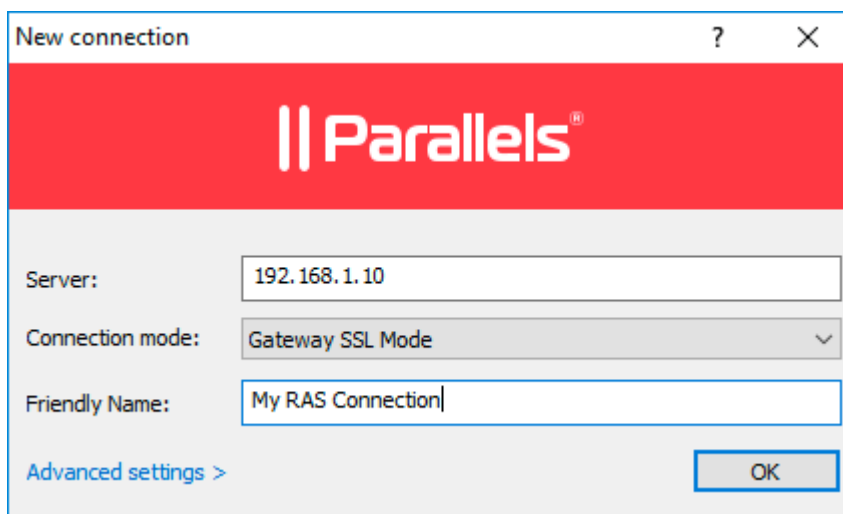 New connection ? ×
Parallels®
Server: 192.168.1.10
Connection mode: Gateway SSL Mode
Friendly Name: My RAS Connection
Advanced settings > OK